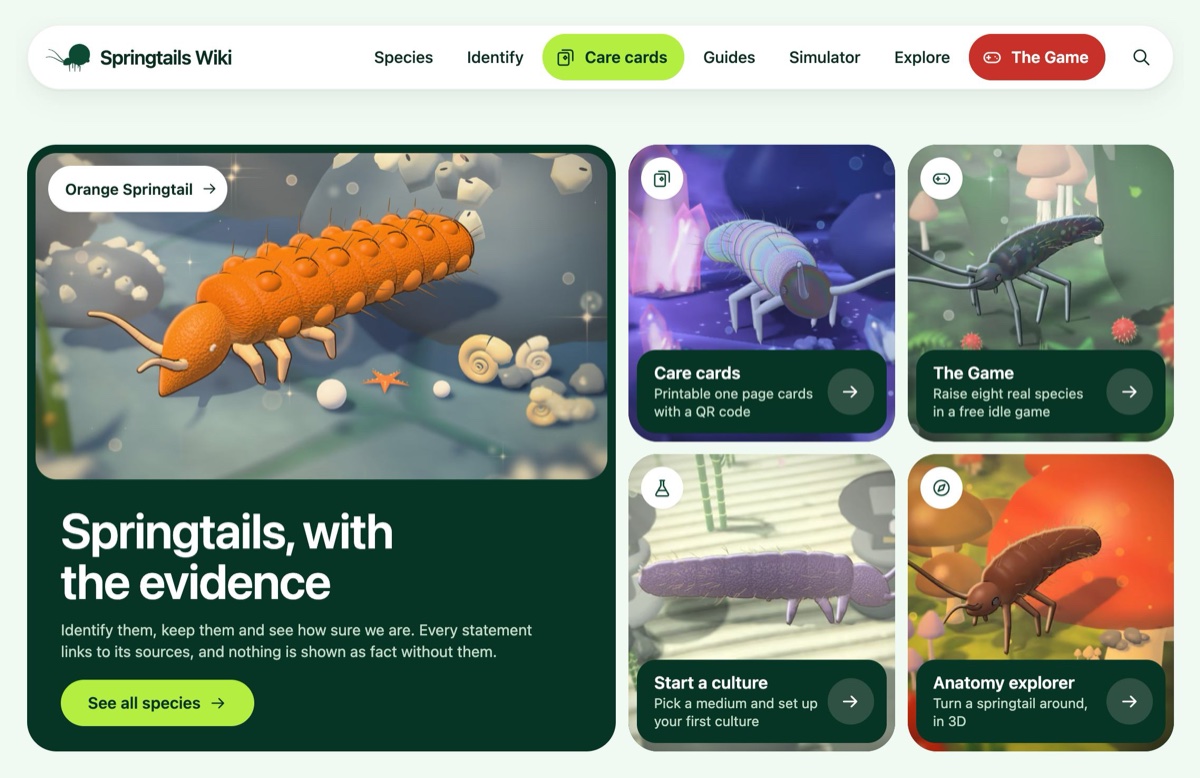 Springtails Wiki
Species
Identify
Care cards
Guides
Simulator
Explore
The Game
Orange Springtail
Springtails, with
the evidence
Identify them, keep them and see how sure we are. Every statement
links to its sources, and nothing is shown as fact without them.
See all species
Care cards
Printable one page cards
with a QR code
The Game
Raise eight real species
in a free idle game
Start a culture
Pick a medium and set up
your first culture
Anatomy explorer
Turn a springtail around,
in 3D